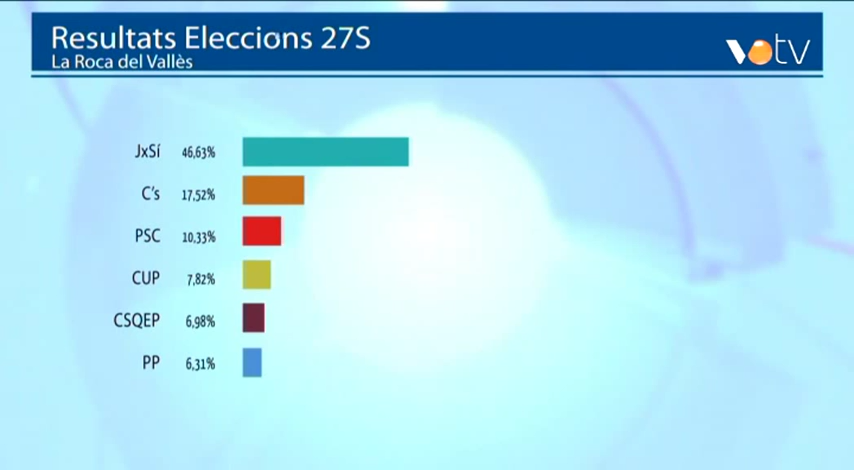 Resultats Eleccions 27S
La Roca del Vallès
votv
JxSí 46,63%
C's 17,52%
PSC 10,33%
CUP 7,82%
CSQEP 6,98%
PP 6,31%